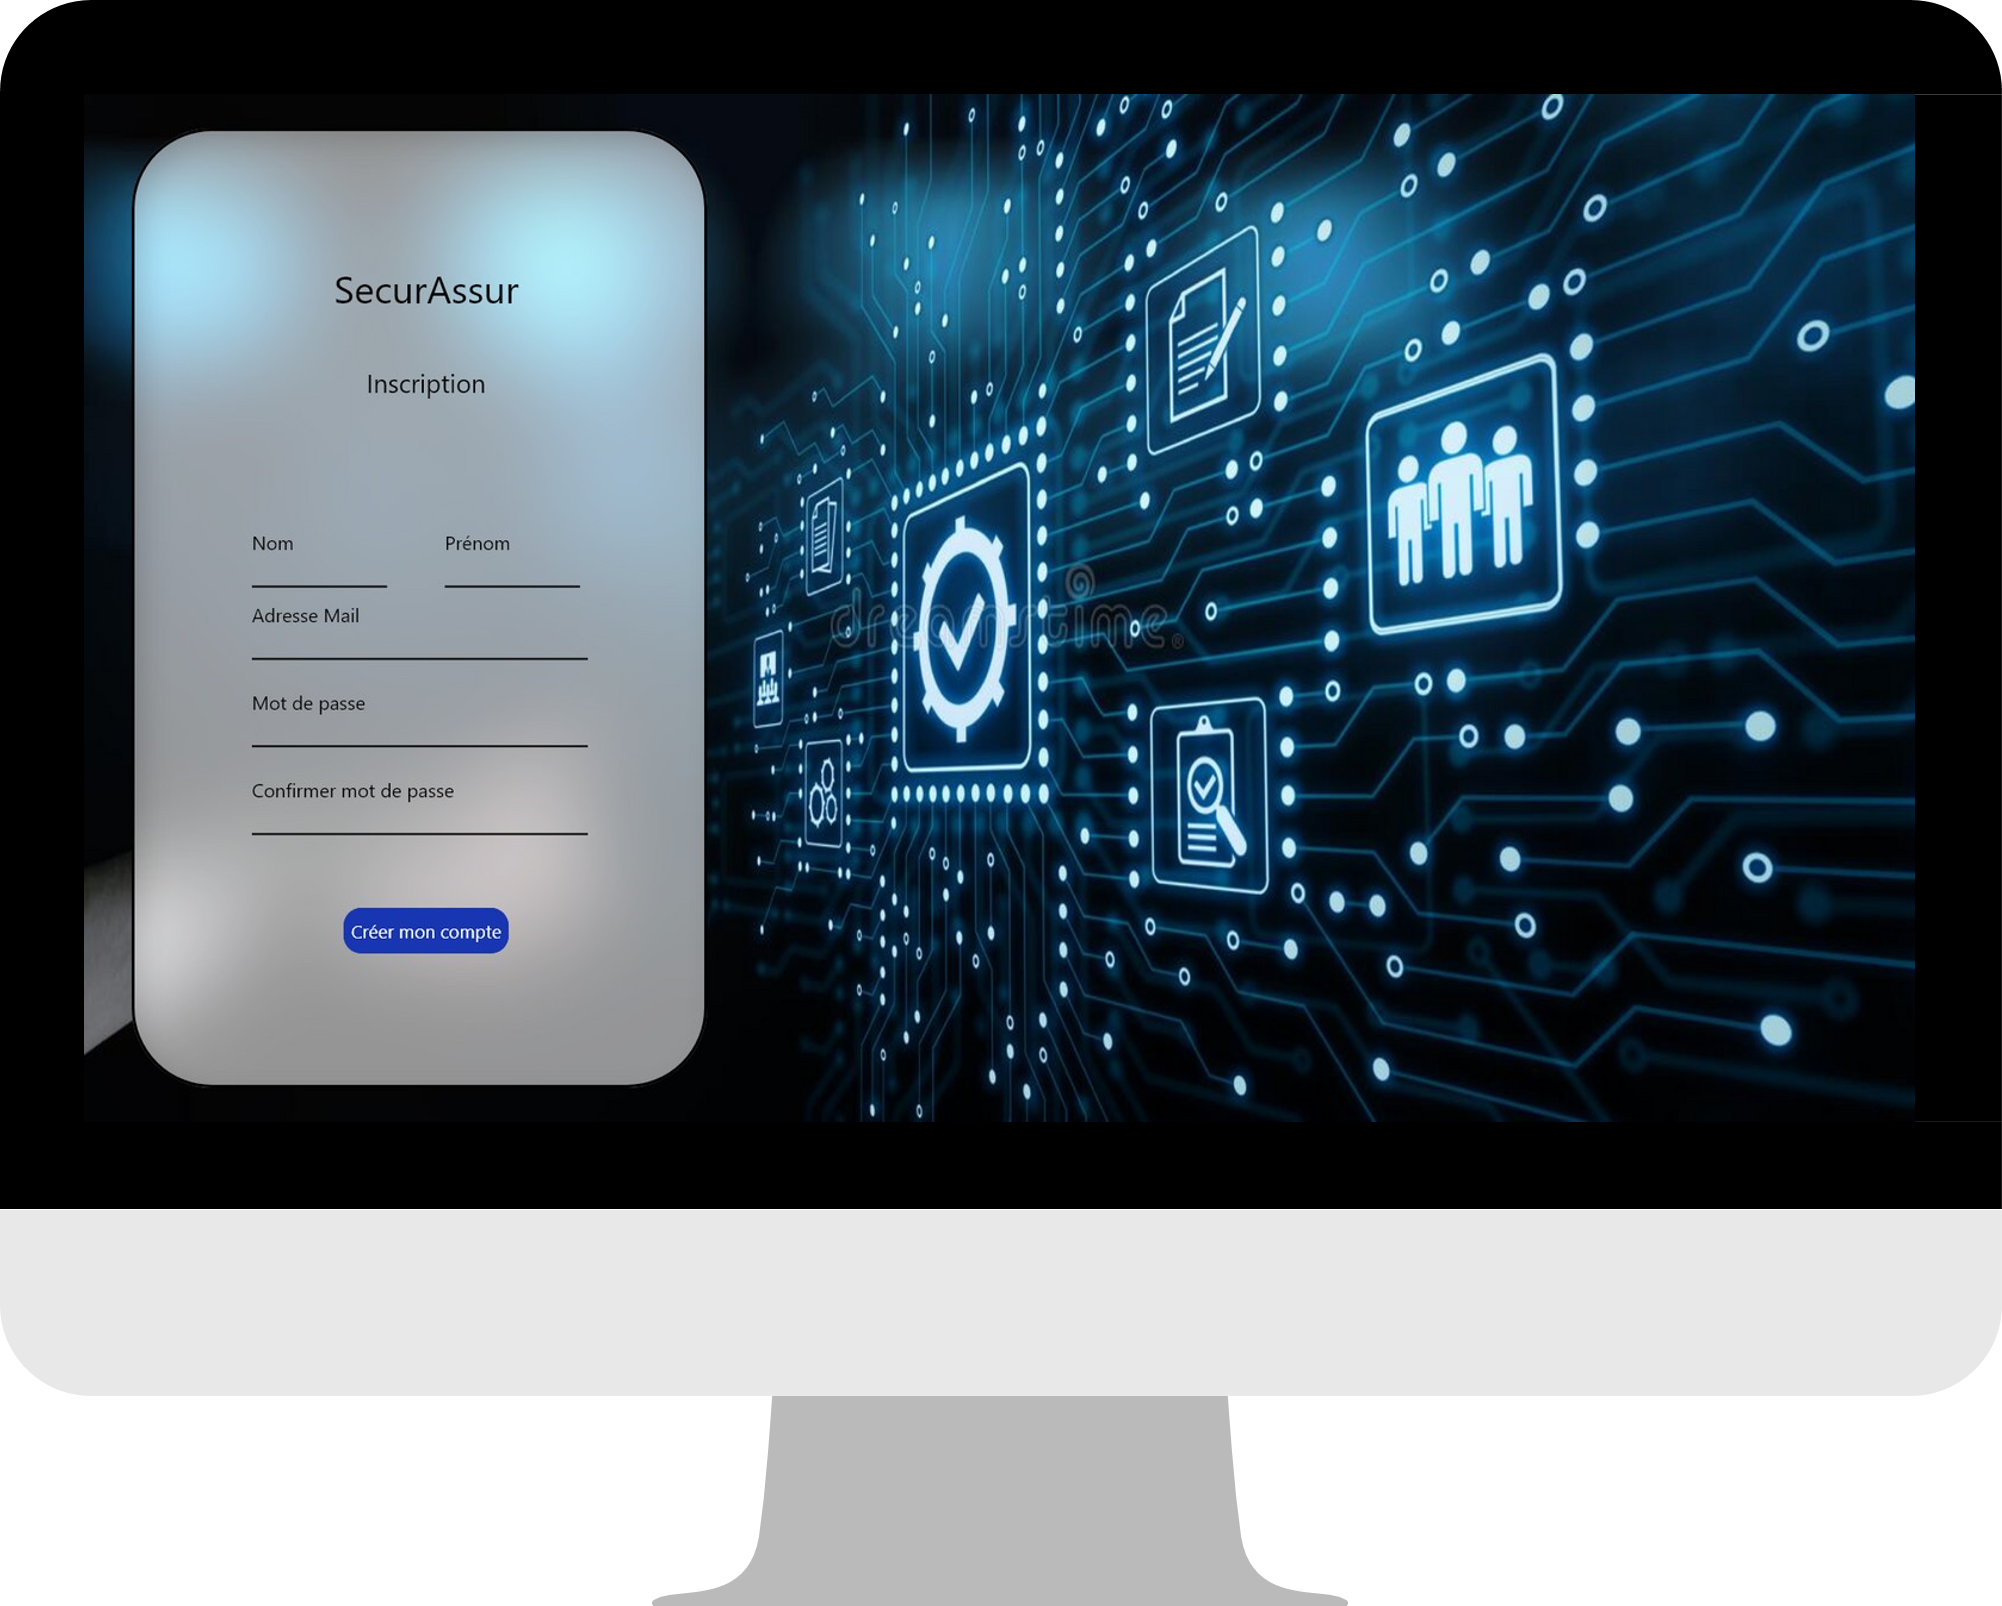 SecurAssur
Inscription
Nom Prénom
Adresse Mail
Mot de passe
Confirmer mot de passe
Créer mon compte
dreamstime®